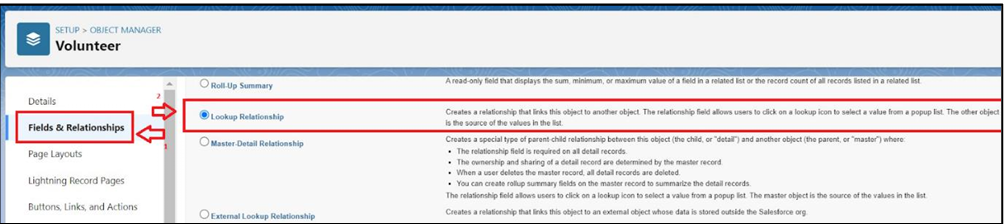 SETUP > OBJECT MANAGER
Volunteer
Details
Fields & Relationships
Page Layouts
Lightning Record Pages
Buttons, Links, and Actions
2
1
Roll-Up Summary
A read-only field that displays the sum, minimum, or maximum value of a field in a related list or the record count of all records listed in a related list.
Lookup Relationship
Creates a relationship that links this object to another object. The relationship field allows users to click on a lookup icon to select a value from a popup list. The other object
is the source of the values in the list.
Master-Detail Relationship
Creates a special type of parent-child relationship between this object (the child, or "detail") and another object (the parent, or "master") where:
• The relationship field is required on all detail records.
• The ownership and sharing of a detail record are determined by the master record.
• When a user deletes the master record, all detail records are deleted.
• You can create rollup summary fields on the master record to summarize the detail records.
The relationship field allows users to click on a lookup icon to select a value from a popup list. The master object is the source of the values in the list.
External Lookup Relationship
Creates a relationship that links this object to an external object whose data is stored outside the Salesforce org.